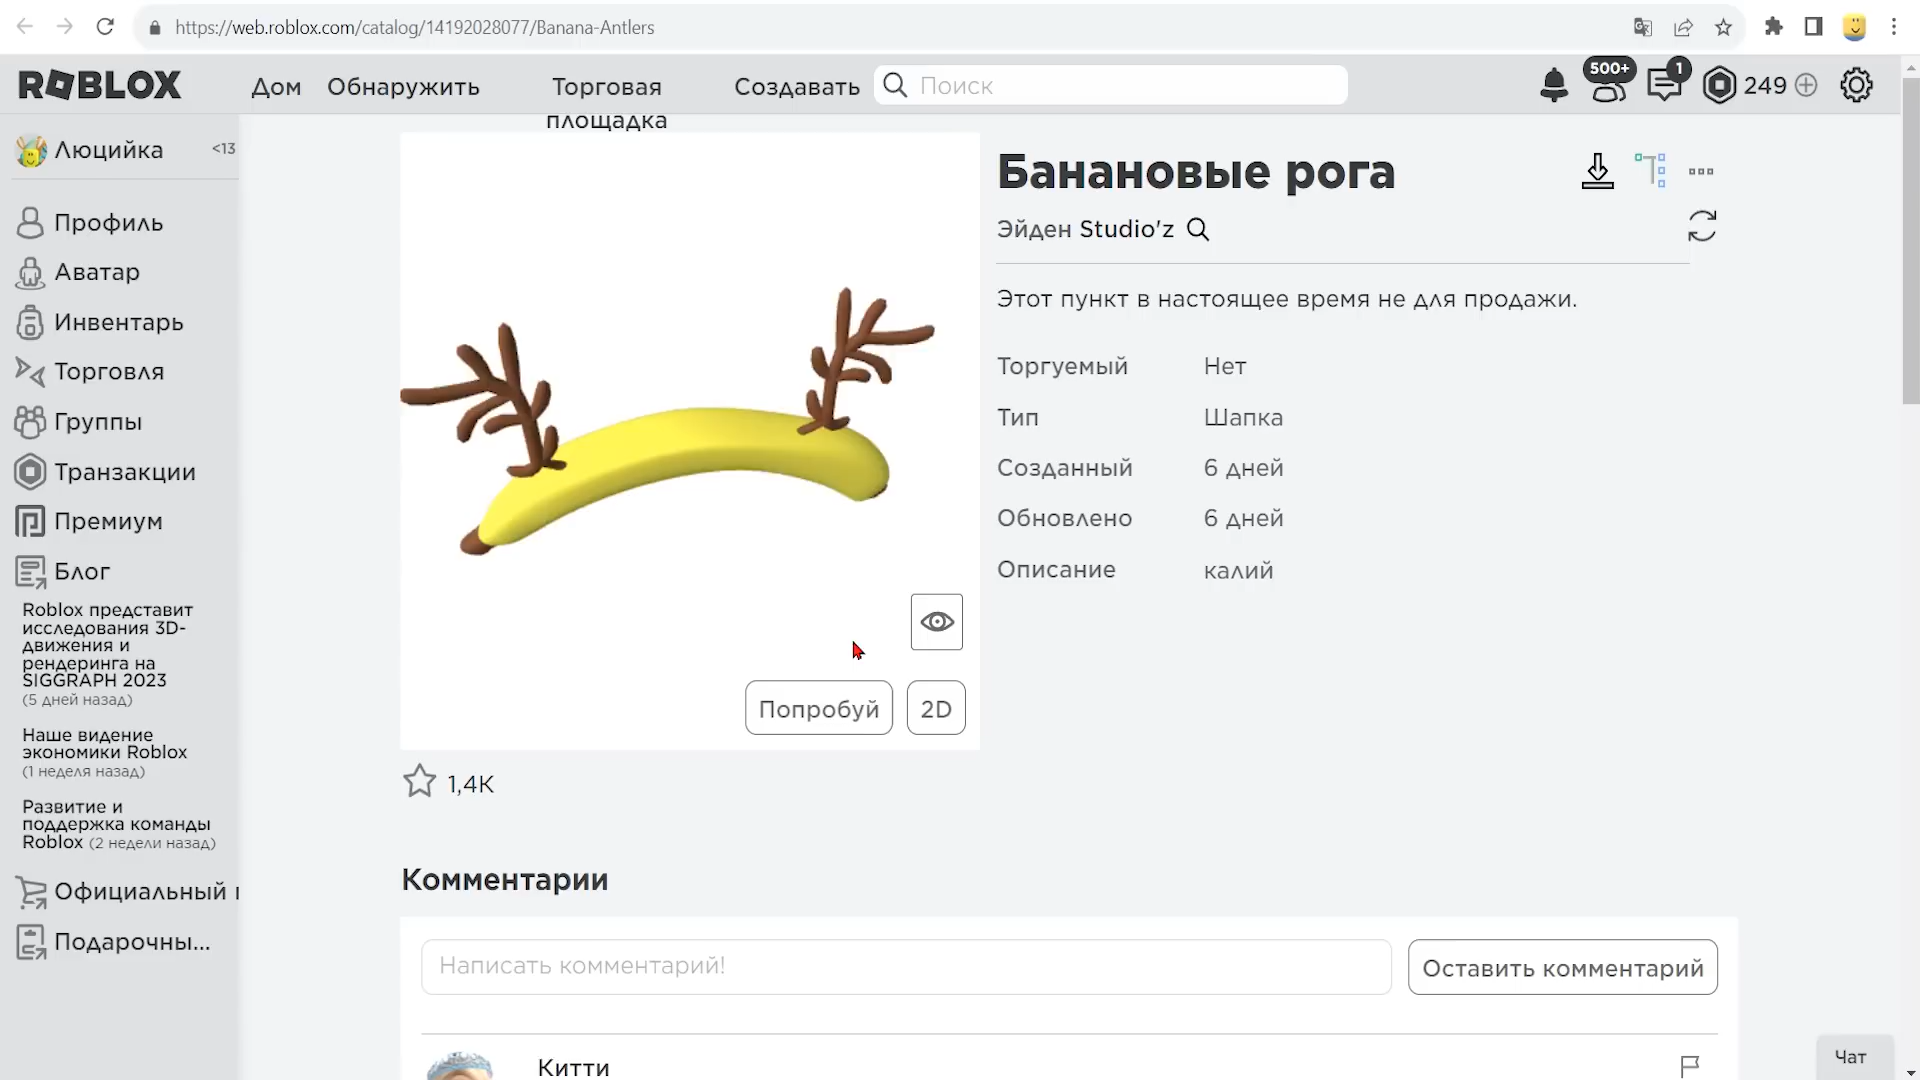 https://web.roblox.com/catalog/14192028077/Banana-Antlers
ROBLOX
Дом
Обнаружить
Торговая
площадка
Создавать
Поиск
500+
1
249
Люцийка
<13
Профиль
Аватар
Инвентарь
Торговля
Группы
Транзакции
Премиум
Блог
Roblox представит
исследования 3D-
движения и
рендеринга на
SIGGRAPH 2023
(5 дней назад)
Наше видение
экономики Roblox
(1 неделя назад)
Развитие и
поддержка команды
Roblox (2 недели назад)
Официальный
Подарочны...
Банановые рога
Эйден Studio'z
Этот пункт в настоящее время не для продажи.
Торгуемый Нет
Тип Шапка
Созданный 6 дней
Обновлено 6 дней
Описание калий
Попробуй
2D
1,4K
Комментарии
Написать комментарий!
Оставить комментарий
Китти
Чат